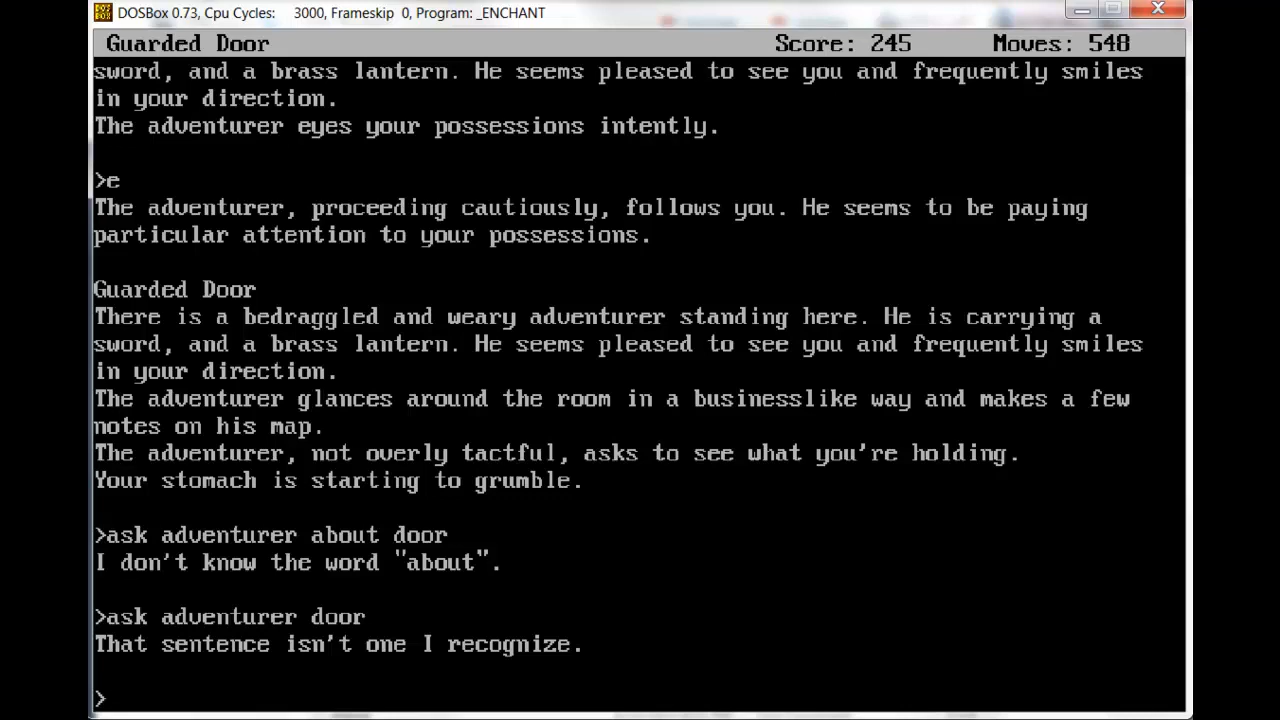 DOSBox 0.73, Cpu Cycles: 3000, Frameskip 0, Program: _ENCHANT
Guarded Door Score: 245 Moves: 548
sword, and a brass lantern. He seems pleased to see you and frequently smiles
in your direction.
The adventurer eyes your possessions intently.
>e
The adventurer, proceeding cautiously, follows you. He seems to be paying
particular attention to your possessions.
Guarded Door
There is a bedraggled and weary adventurer standing here. He is carrying a
sword, and a brass lantern. He seems pleased to see you and frequently smiles
in your direction.
The adventurer glances around the room in a businesslike way and makes a few
notes on his map.
The adventurer, not overly tactful, asks to see what you're holding.
Your stomach is starting to grumble.
>ask adventurer about door
I don't know the word "about".
>ask adventurer door
That sentence isn't one I recognize.
>